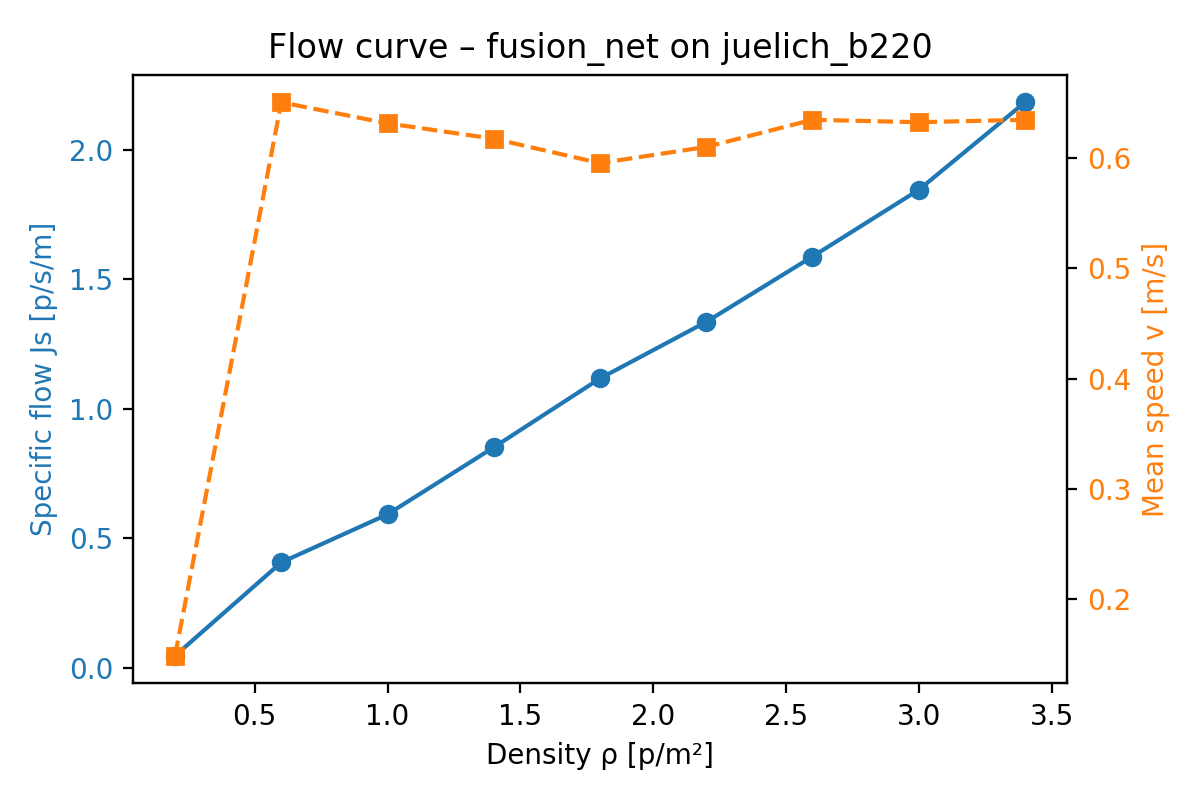 Flow curve – fusion_net on juelich_b220
Specific flow Js [p/s/m]
2.0
1.5
1.0
0.5
0.0
0.6
0.5
0.4
0.3
0.2
Mean speed v [m/s]
0.5 1.0 1.5 2.0 2.5 3.0 3.5
Density ρ [p/m²]